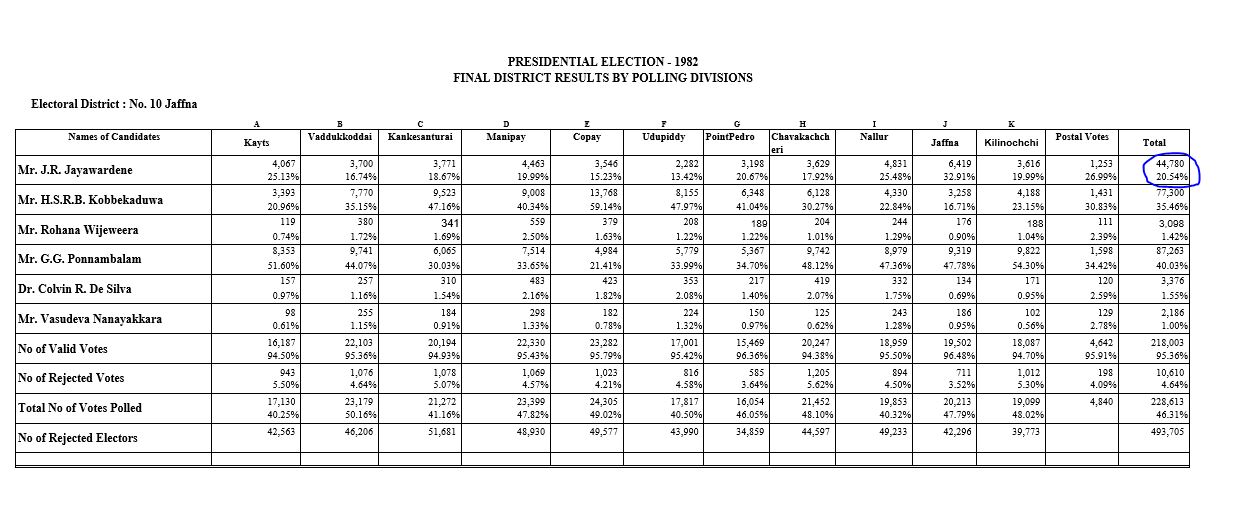 PRESIDENTIAL ELECTION - 1982
FINAL DISTRICT RESULTS BY POLLING DIVISIONS
Electoral District : No. 10 Jaffna
A B C D E F G H I J K
Names of Candidates Kayts Vaddukkoddai Kankesanturai Manipay Copay Udupiddy PointPedro Chavakachch Nallur Jaffna Kilinochchi Postal Votes Total
eri
4,067 3,700 3,771 4,463 3,546 2,282 3,198 3,629 4,831 6,419 3,616 1,253 44,780
Mr. J.R. Jayawardene
25.13% 16.74% 18.67% 19.99% 15.23% 13.42% 20.67% 17.92% 25.48% 32.91% 19.99% 26.99% 20.54%
3,393 7,770 9,523 9,008 13,768 8,155 6,348 6,128 4,330 3,258 4,188 1,431 77,300
Mr. H.S.R.B. Kobbekaduwa
20.96% 35.15% 47.16% 40.34% 59.14% 47.97% 41.04% 30.27% 22.84% 16.71% 23.15% 30.83% 35.46%
119 380 341 559 379 208 189 204 244 176 188 111 3,098
Mr. Rohana Wijeweera
0.74% 1.72% 1.69% 2.50% 1.63% 1.22% 1.22% 1.01% 1.29% 0.90% 1.04% 2.39% 1.42%
8,353 9,741 6,065 7,514 4,984 5,779 5,367 9,742 8,979 9,319 9,822 1,598 87,263
Mr. G.G. Ponnambalam
51.60% 44.07% 30.03% 33.65% 21.41% 33.99% 34.70% 48.12% 47.36% 47.78% 54.30% 34.42% 40.03%
157 257 310 483 423 353 217 419 332 134 171 120 3,376
Dr. Colvin R. De Silva
0.97% 1.16% 1.54% 2.16% 1.82% 2.08% 1.40% 2.07% 1.75% 0.69% 0.95% 2.59% 1.55%
98 255 184 298 182 224 150 125 243 186 102 129 2,186
Mr. Vasudeva Nanayakkara
0.61% 1.15% 0.91% 1.33% 0.78% 1.32% 0.97% 0.62% 1.28% 0.95% 0.56% 2.78% 1.00%
16,187 22,103 20,194 22,330 23,282 17,001 15,469 20,247 18,959 19,502 18,087 4,642 218,003
No of Valid Votes
94.50% 95.36% 94.93% 95.43% 95.79% 95.42% 96.36% 94.38% 95.50% 96.48% 94.70% 95.91% 95.36%
943 1,076 1,078 1,069 1,023 816 585 1,205 894 711 1,012 198 10,610
No of Rejected Votes
5.50% 4.64% 5.07% 4.57% 4.21% 4.58% 3.64% 5.62% 4.50% 3.52% 5.30% 4.09% 4.64%
17,130 23,179 21,272 23,399 24,305 17,817 16,054 21,452 19,853 20,213 19,099 4,840 228,613
Total No of Votes Polled
40.25% 50.16% 41.16% 47.82% 49.02% 40.50% 46.05% 48.10% 40.32% 47.79% 48.02% 46.31%
No of Rejected Electors 42,563 46,206 51,681 48,930 49,577 43,990 34,859 44,597 49,233 42,296 39,773 493,705